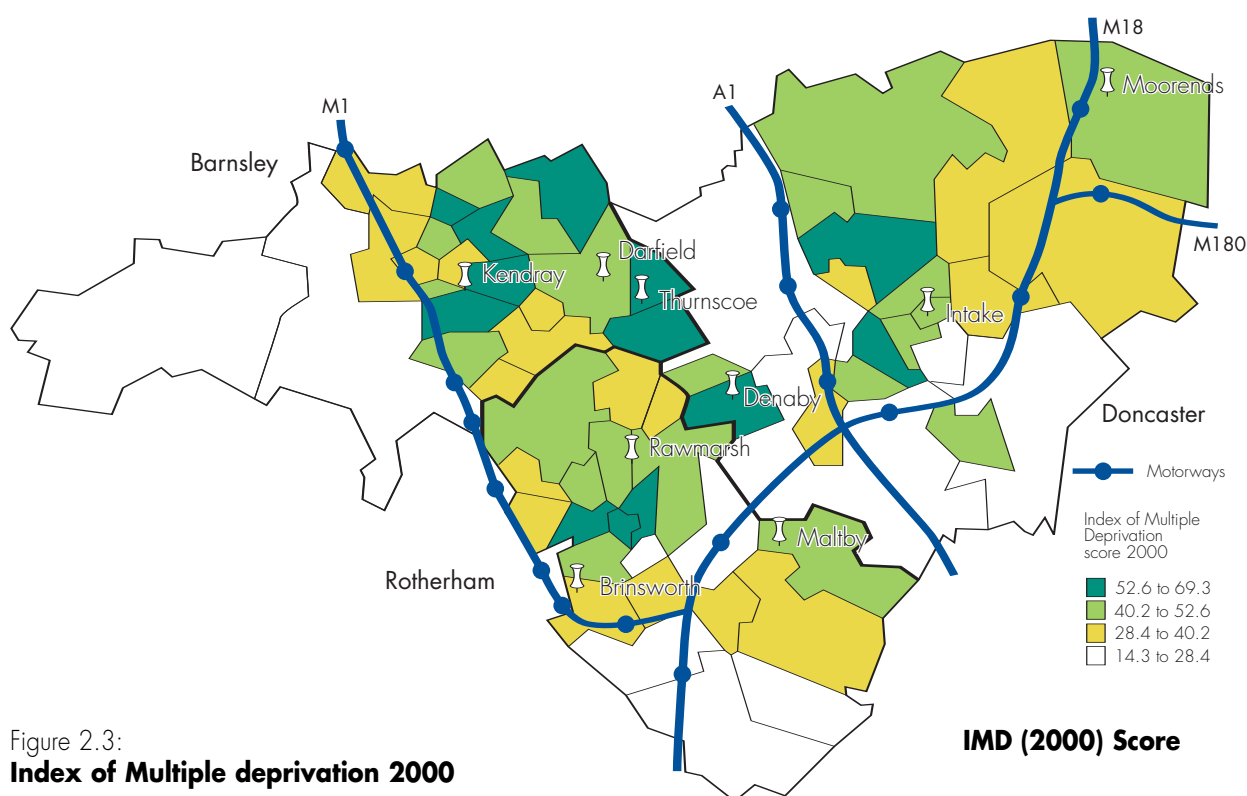 M18
Moorends
A1
M1
Barnsley
M180
Darfield
Kendray
Thurnscoe
Intake
Denaby
Doncaster
Rawmarsh
Motorways
Index of Multiple
Deprivation
score 2000
Maltby
Rotherham
Brinsworth
52.6 to 69.3
40.2 to 52.6
28.4 to 40.2
14.3 to 28.4
Figure 2.3:
Index of Multiple deprivation 2000
IMD (2000) Score